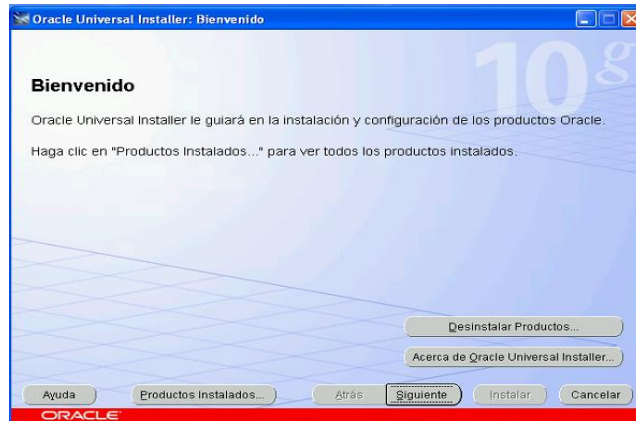 Oracle Universal Installer: Bienvenido
10g
Bienvenido
Oracle Universal Installer le guiará en la instalación y configuración de los productos Oracle.
Haga clic en "Productos Instalados..." para ver todos los productos instalados.
Desinstalar Productos...
Acerca de Oracle Universal Installer...
Ayuda
Productos Instalados...
Atrás
Siguiente
Instalar
Cancelar
ORACLE